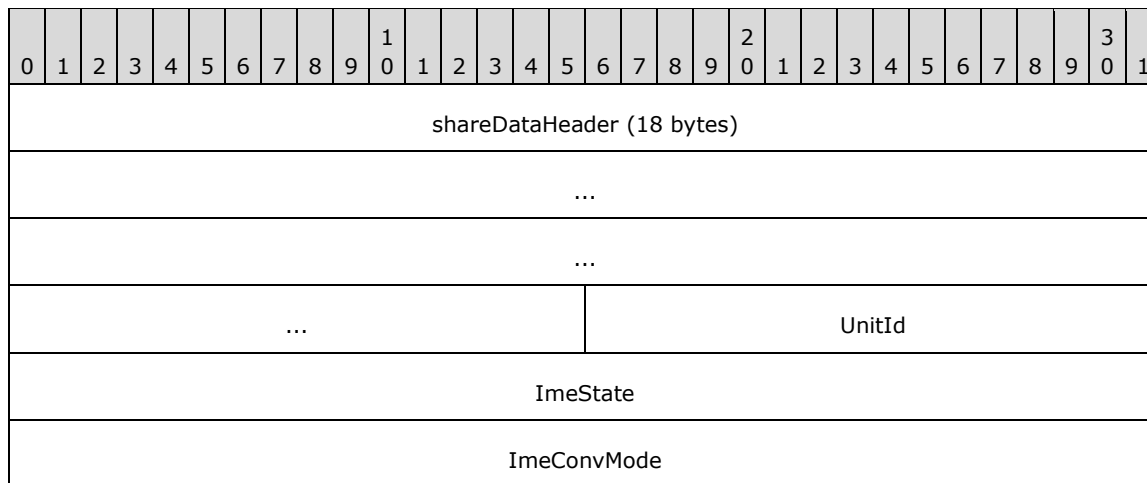 1 2 3
0 1 2 3 4 5 6 7 8 9 0 1 2 3 4 5 6 7 8 9 0 1 2 3 4 5 6 7 8 9 0 1
shareDataHeader (18 bytes)
...
...
... UnitId
ImeState
ImeConvMode